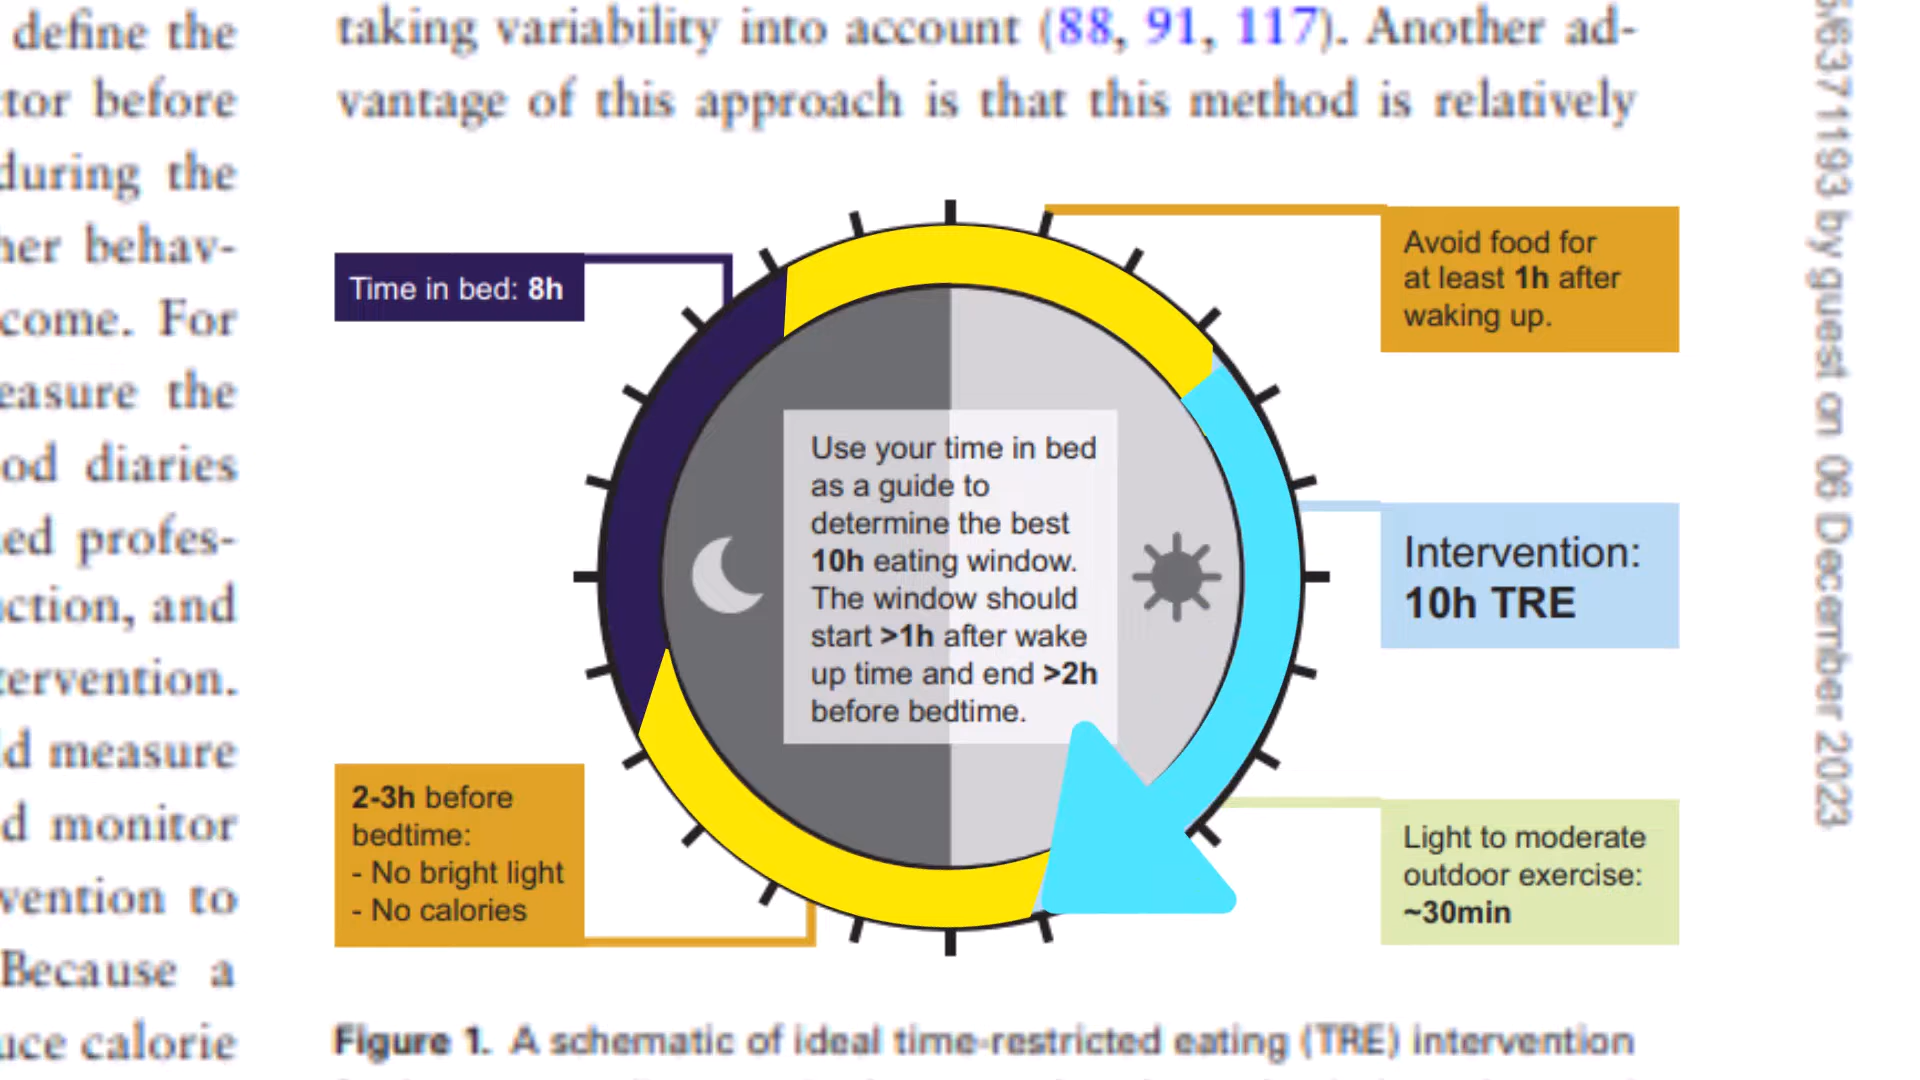 define the
tor before
during the
her behav-
come. For
easure the
od diaries
ed profes-
ction, and
tervention.
ld measure
d monitor
vention to
Because a
uce calorie
taking variability into account (88, 91, 117). Another ad-
vantage of this approach is that this method is relatively
Time in bed: 8h
Avoid food for
at least 1h after
waking up.
Use your time in bed
as a guide to
determine the best
10h eating window.
The window should
start >1h after wake
up time and end >2h
before bedtime.
Intervention:
10h TRE
2-3h before
bedtime:
- No bright light
- No calories
Light to moderate
outdoor exercise:
~30min
Figure 1. A schematic of ideal time-restricted eating (TRE) intervention
6371193 by guest on 06 December 2023